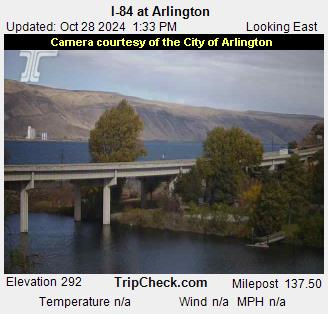 I-84 at Arlington
Updated: Oct 28 2024 1:33 PM Looking East
Camera courtesy of the City of Arlington
Elevation 292 TripCheck.com Milepost 137.50
Temperature n/a Wind n/a MPH n/a